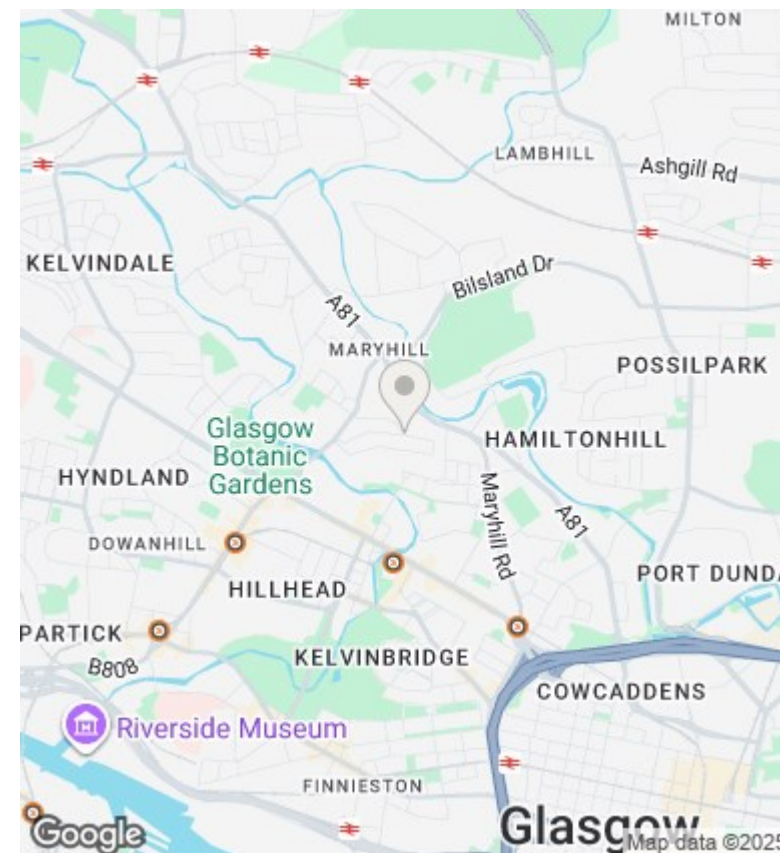 MILTON
LAMBHILL
Ashgill Rd
KELVINDALE
Bilsland Dr
A81
MARYHILL
POSSILPARK
Glasgow
Botanic
Gardens
HAMILTONHILL
HYNDLAND
Maryhill Rd
A81
DOWANHILL
HILLHEAD
PORT DUNDA
PARTICK
KELVINBRIDGE
B808
COWCADDENS
Riverside Museum
FINNIESTON
Glasgow
Google
Map data ©2025